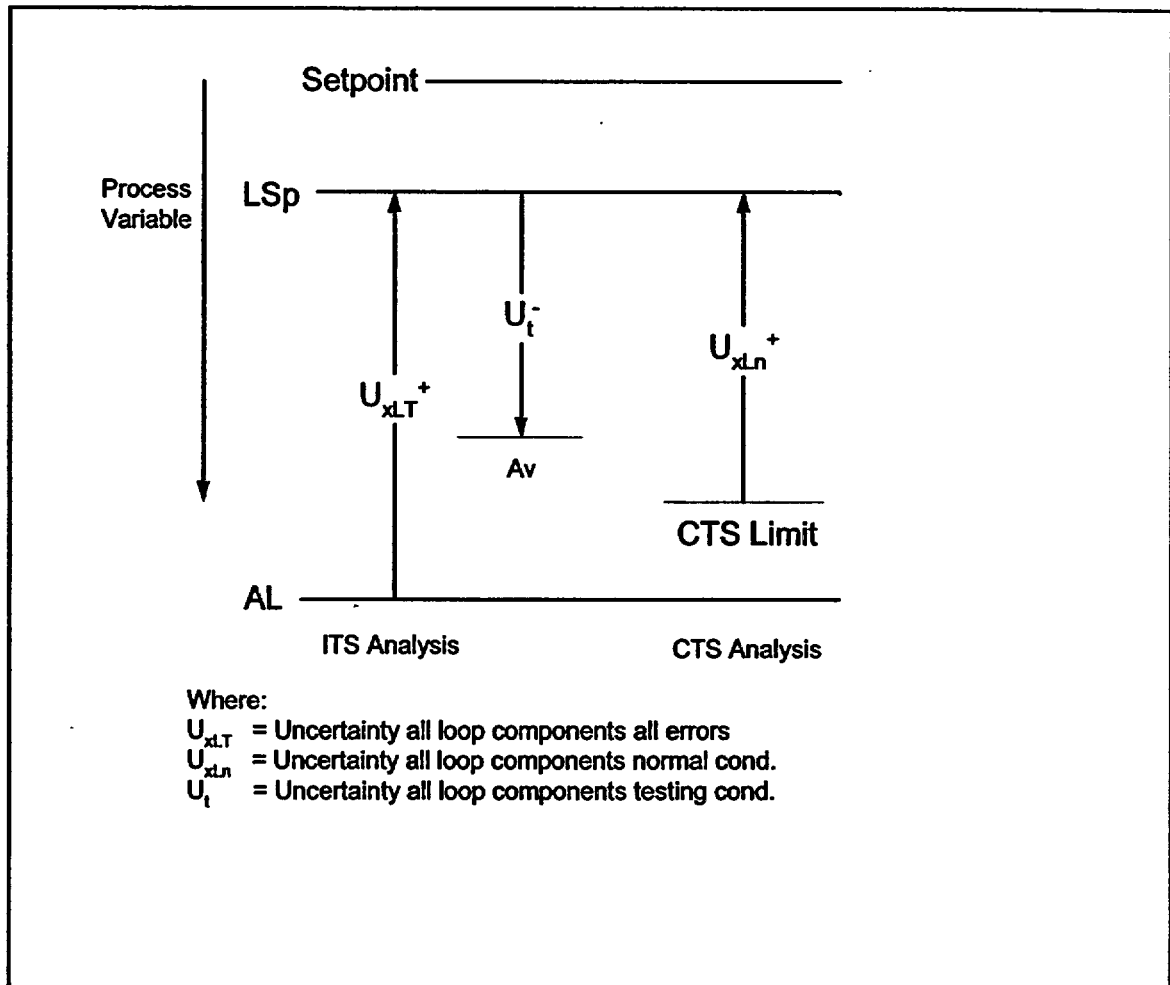 Setpoint
Process
Variable
LSp
U_t^-
U_xLn^+
U_xLT^+
Av
CTS Limit
AL
ITS Analysis
CTS Analysis
Where:
U_xLT = Uncertainty all loop components all errors
U_xLn = Uncertainty all loop components normal cond.
U_t = Uncertainty all loop components testing cond.